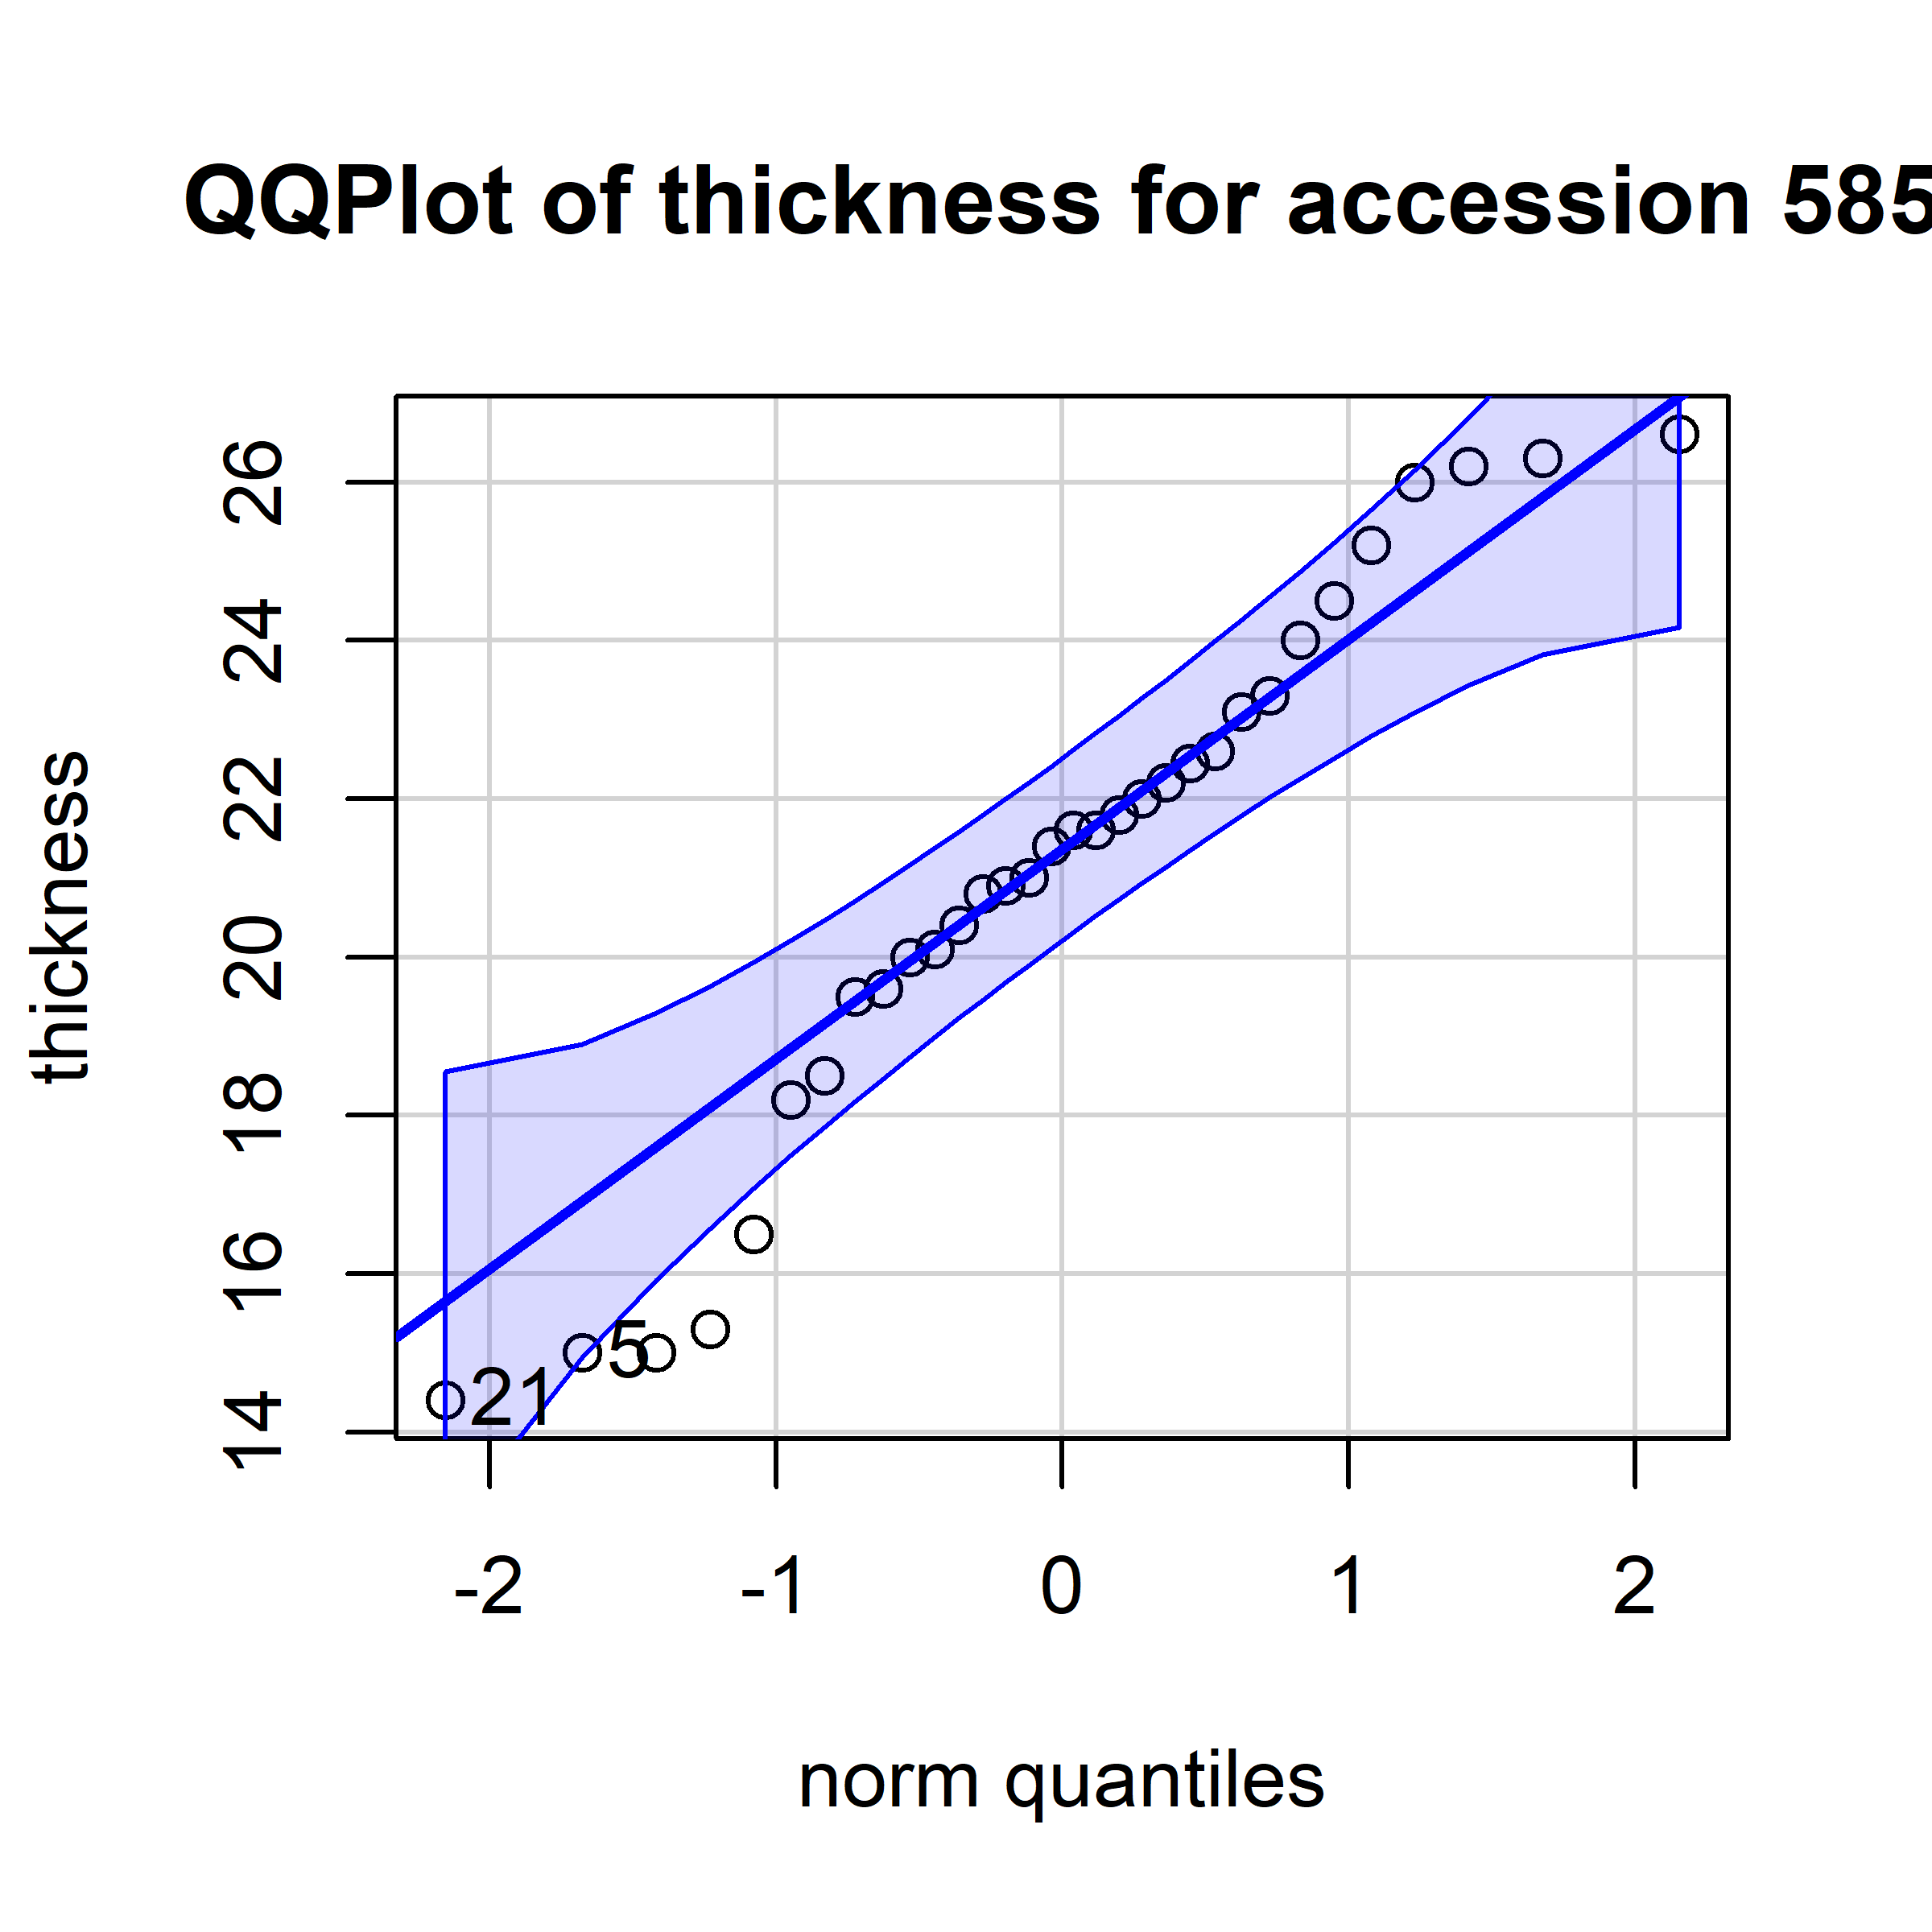 QQPlot of thickness for accession 585
thickness
26
24
22
20
18
16
14
5
21
-2 -1 0 1 2
norm quantiles